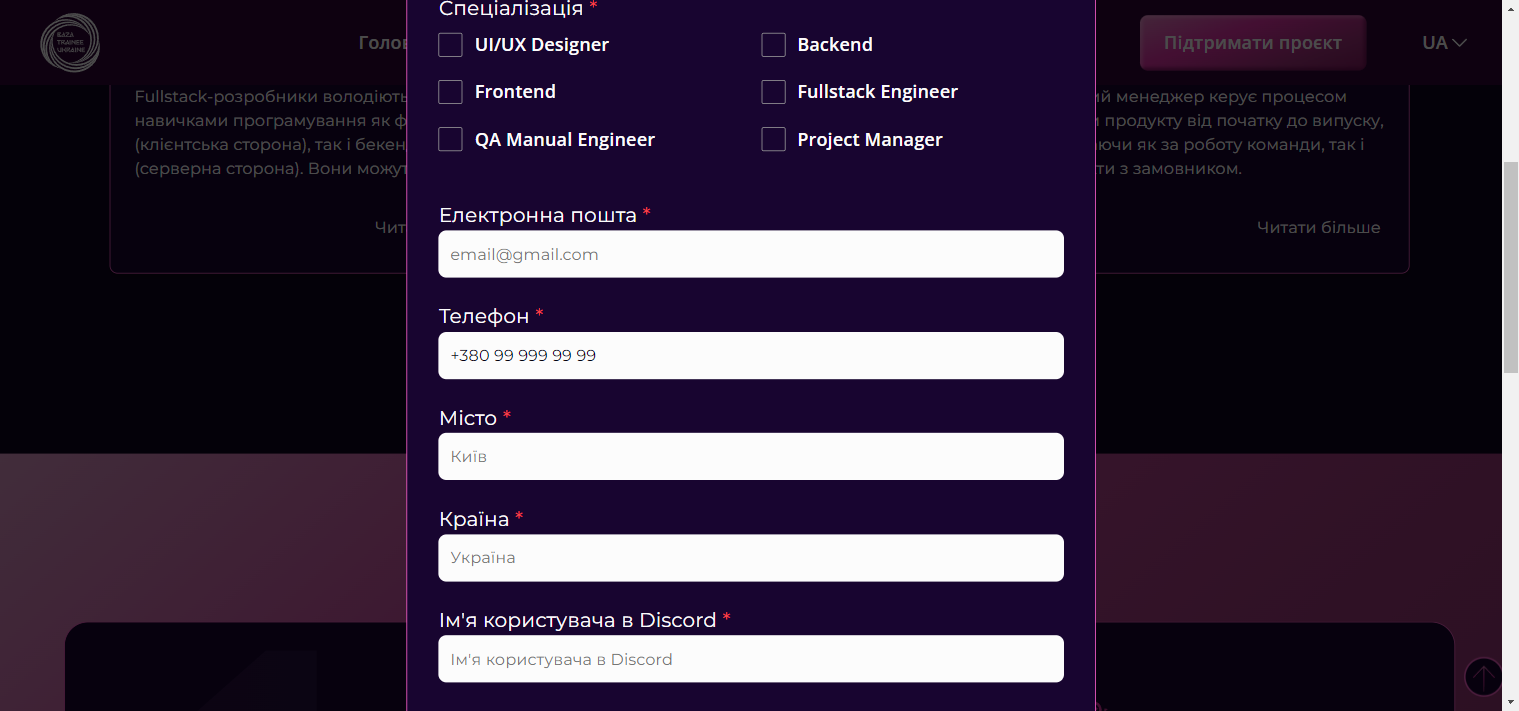 Спеціалізація *
BAZA
TRAINEE
UKRAINE
Голов
UI/UX Designer
Backend
Підтримати проєкт
UA
Frontend
Fullstack Engineer
QA Manual Engineer
Project Manager
Fullstack-розробники володіють
навичками програмування як ф
(клієнтська сторона), так і бекен
(серверна сторона). Вони можут
Чит
ий менеджер керує процесом
продукту від початку до випуску,
ючи як за роботу команди, так і
ти з замовником.
Читати більше
Електронна пошта *
email@gmail.com
Телефон *
+380 99 999 99 99
Місто *
Київ
Країна *
Україна
Ім'я користувача в Discord *
Ім'я користувача в Discord